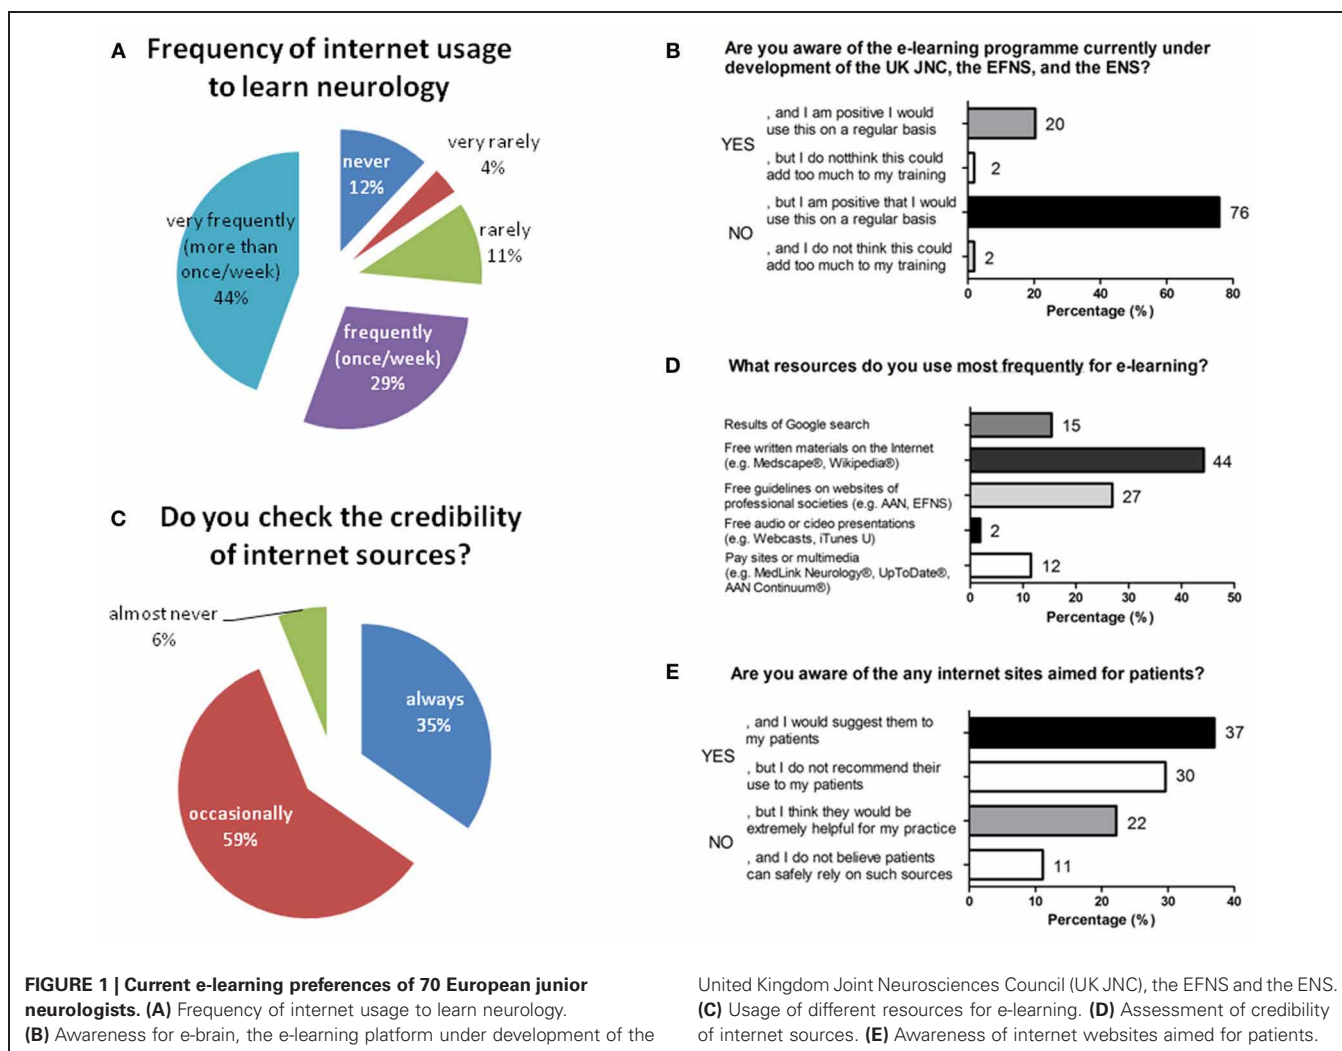 A
Frequency of internet usage
to learn neurology
never
12%
very rarely
4%
rarely
11%
frequently
(once/week)
29%
very frequently
(more than
once/week)
44%
B
Are you aware of the e-learning programme currently under
development of the UK JNC, the EFNS, and the ENS?
YES
, and I am positive I would
use this on a regular basis
20
, but I do notthink this could
add too much to my training
2
NO
, but I am positive that I would
use this on a regular basis
76
, and I do not think this could
add too much to my training
2
0 20 40 60 80
Percentage (%)
C
Do you check the credibility
of internet sources?
almost never
6%
always
35%
occasionally
59%
D
What resources do you use most frequently for e-learning?
Results of Google search
15
Free written materials on the Internet
(e.g. Medscape®, Wikipedia®)
44
Free guidelines on websites of
professional societies (e.g. AAN, EFNS)
27
Free audio or cideo presentations
(e.g. Webcasts, iTunes U)
2
Pay sites or multimedia
(e.g. MedLink Neurology®, UpToDate®,
AAN Continuum®)
12
0 10 20 30 40 50
Percentage (%)
E
Are you aware of the any internet sites aimed for patients?
YES
, and I would suggest them to
my patients
37
, but I do not recommend their
use to my patients
30
NO
, but I think they would be
extremely helpful for my practice
22
, and I do not believe patients
can safely rely on such sources
11
0 10 20 30 40
Percentage (%)
FIGURE 1 | Current e-learning preferences of 70 European junior
neurologists. (A) Frequency of internet usage to learn neurology.
(B) Awareness for e-brain, the e-learning platform under development of the
United Kingdom Joint Neurosciences Council (UK JNC), the EFNS and the ENS.
(C) Usage of different resources for e-learning. (D) Assessment of credibility
of internet sources. (E) Awareness of internet websites aimed for patients.